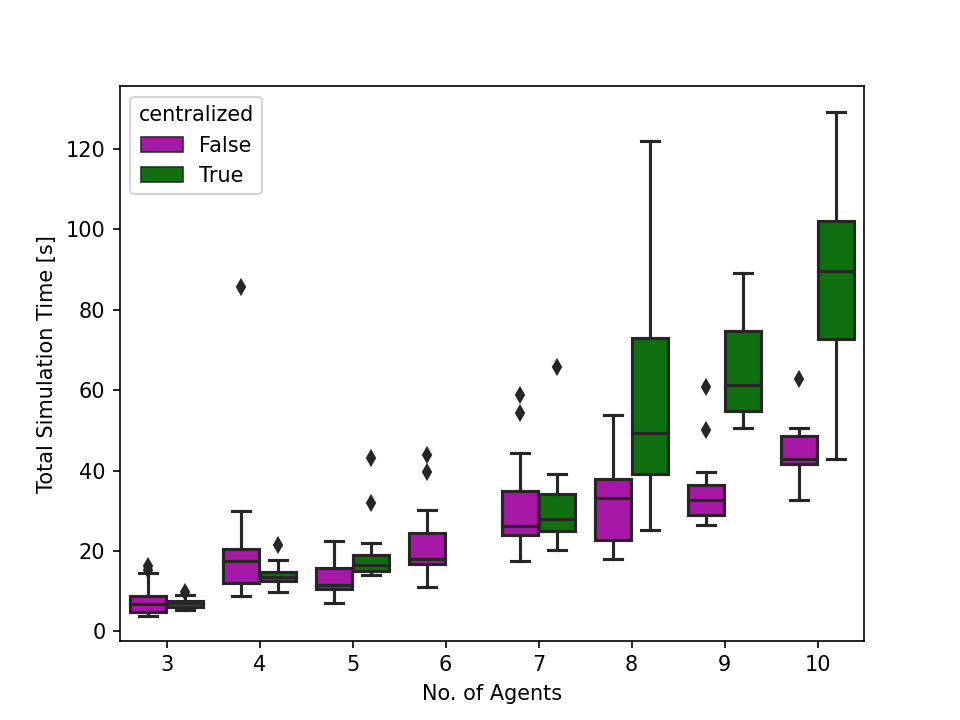 centralized
False
True
Total Simulation Time [s]
120
100
80
60
40
20
0
3 4 5 6 7 8 9 10
No. of Agents